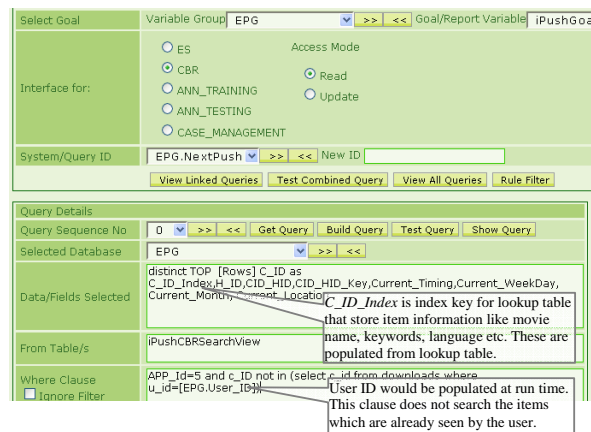 Select Goal Variable Group EPG >> << Goal/Report Variable iPushGoa
Interface for:
ES
CBR
ANN_TRAINING
ANN_TESTING
CASE_MANAGEMENT
Access Mode
Read
Update
System/Query ID EPG.NextPush >> << New ID
View Linked Queries Test Combined Query View All Queries Rule Filter
Query Details
Query Sequence No 0 >> << Get Query Build Query Test Query Show Query
Selected Database EPG >> <<
Data/Fields Selected
distinct TOP [Rows] C_ID as
C_ID_Index,H_ID,CID_HID,CID_HID_Key,Current_Timing,Current_WeekDay,
Current_Month, Current_Locatio
C_ID_Index is index key for lookup table
that store item information like movie
name, keywords, language etc. These are
populated from lookup table.
From Table/s iPushCBRSearchView
Where Clause
Ignore Filter
APP_Id=5 and c_ID not in (select c_id from downloads where
u_id=[EPG.User_ID])
User ID would be populated at run time.
This clause does not search the items
which are already seen by the user.